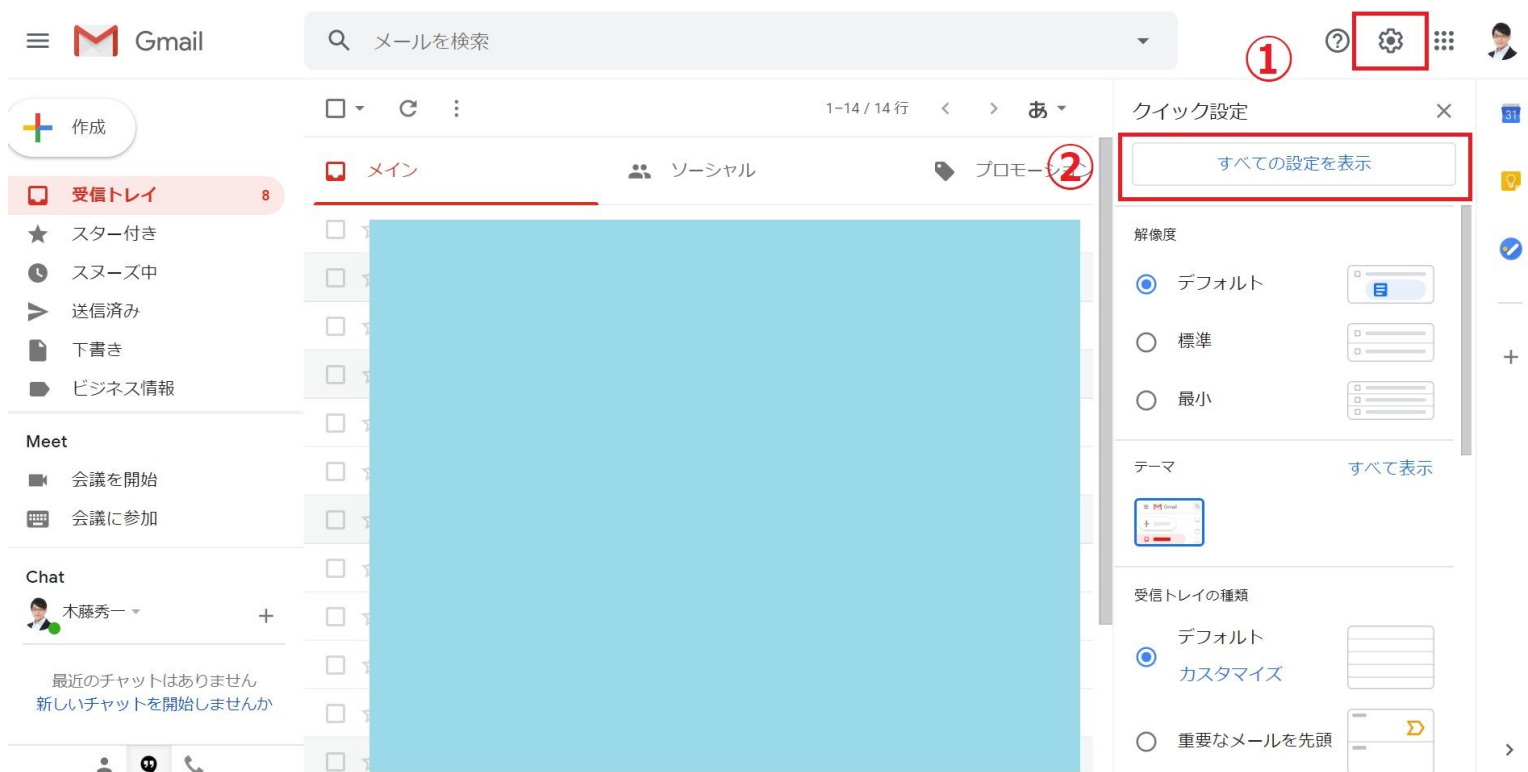 Gmail
メールを検索
①
作成
1–14 / 14 行
あ
クイック設定
31
すべての設定を表示
②
メイン
ソーシャル
プロモーション
受信トレイ 8
スター付き
スヌーズ中
送信済み
下書き
ビジネス情報
Meet
会議を開始
会議に参加
Chat
木藤秀一
最近のチャットはありません
新しいチャットを開始しませんか
解像度
デフォルト
標準
最小
テーマ
すべて表示
Gmail
受信トレイの種類
デフォルト
カスタマイズ
重要なメールを先頭